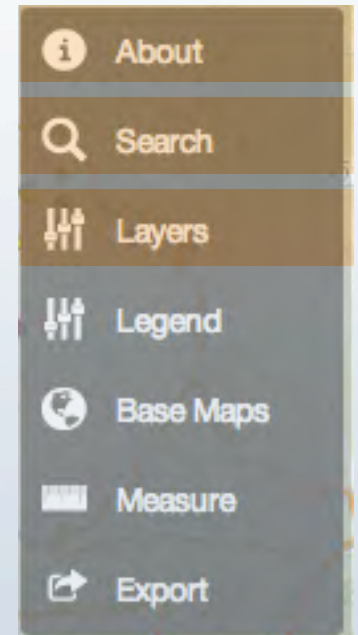 About
Search
Layers
Legend
Base Maps
Measure
Export